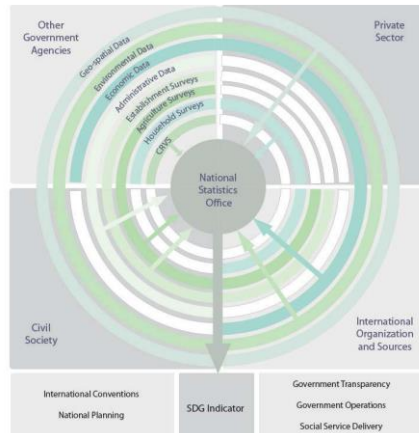 Other
Government
Agencies
Private
Sector
Geo-spatial Data
Environmental Data
Economic Data
Administrative Data
Establishment Surveys
Agriculture Surveys
Household Surveys
CRVS
National
Statistics
Office
Civil
Society
International
Organization
and Sources
International Conventions
National Planning
SDG Indicator
Government Transparency
Government Operations
Social Service Delivery